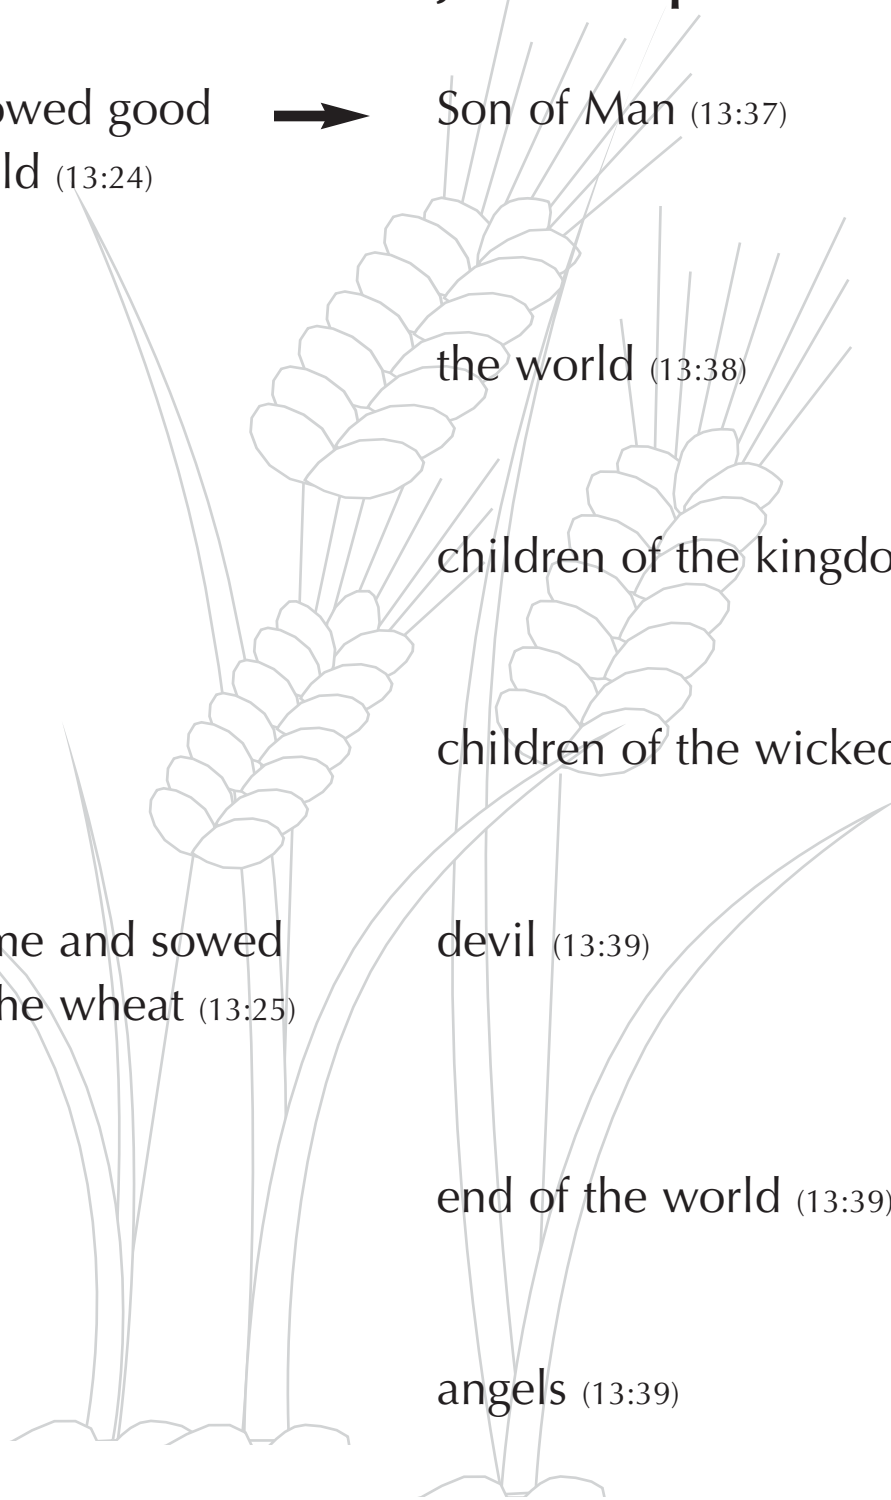 owed good → Son of Man (13:37)
ld (13:24)
the world (13:38)
children of the kingdo
children of the wicked
me and sowed devil (13:39)
he wheat (13:25)
end of the world (13:39)
angels (13:39)